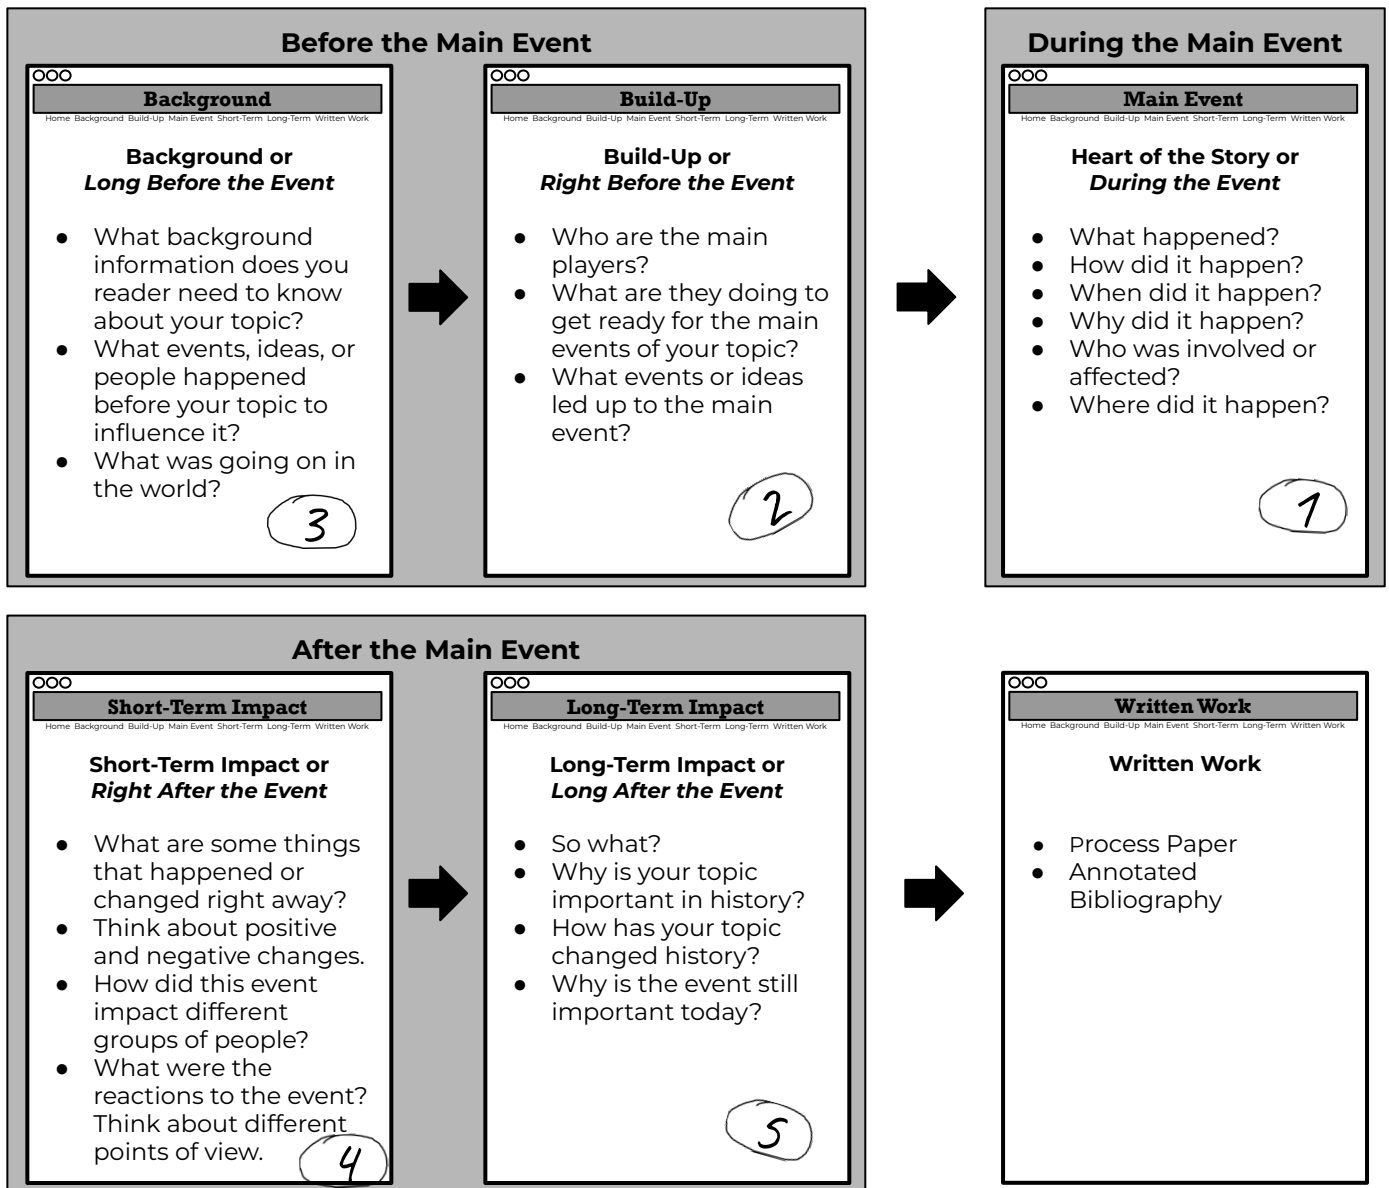 Before the Main Event
Background
Home Background Build-Up Main Event Short-Term Long-Term Written Work
Background or
Long Before the Event
● What background
information does you
reader need to know
about your topic?
● What events, ideas, or
people happened
before your topic to
influence it?
● What was going on in
the world?
3
Build-Up
Home Background Build-Up Main Event Short-Term Long-Term Written Work
Build-Up or
Right Before the Event
● Who are the main
players?
● What are they doing to
get ready for the main
events of your topic?
● What events or ideas
led up to the main
event?
2
During the Main Event
Main Event
Home Background Build-Up Main Event Short-Term Long-Term Written Work
Heart of the Story or
During the Event
● What happened?
● How did it happen?
● When did it happen?
● Why did it happen?
● Who was involved or
affected?
● Where did it happen?
1
After the Main Event
Short-Term Impact
Home Background Build-Up Main Event Short-Term Long-Term Written Work
Short-Term Impact or
Right After the Event
● What are some things
that happened or
changed right away?
● Think about positive
and negative changes.
● How did this event
impact different
groups of people?
● What were the
reactions to the event?
Think about different
points of view.
4
Long-Term Impact
Home Background Build-Up Main Event Short-Term Long-Term Written Work
Long-Term Impact or
Long After the Event
● So what?
● Why is your topic
important in history?
● How has your topic
changed history?
● Why is the event still
important today?
5
Written Work
Home Background Build-Up Main Event Short-Term Long-Term Written Work
Written Work
● Process Paper
● Annotated
Bibliography